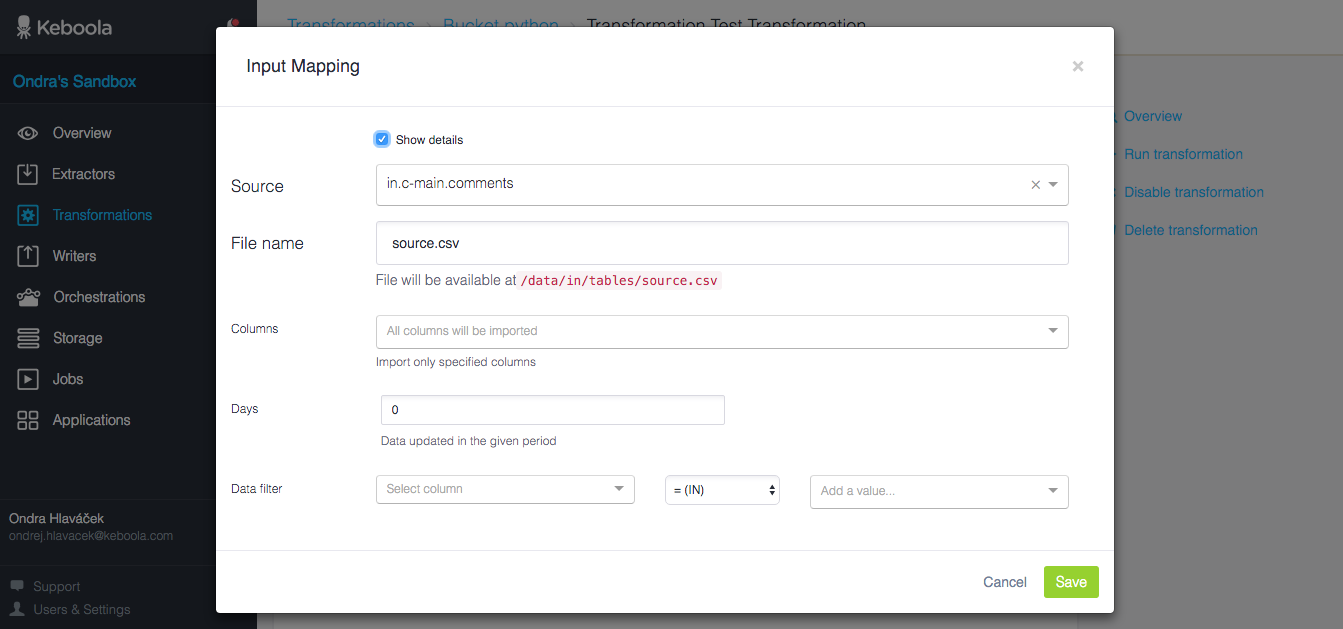 Keboola
Transformations › Bucket python › Transformation Test Transformation
Ondra's Sandbox
Overview
Extractors
Transformations
Writers
Orchestrations
Storage
Jobs
Applications
Ondra Hlaváček
ondrej.hlavacek@keboola.com
Support
Users & Settings
Input Mapping
×
Show details
Source
in.c-main.comments
File name
source.csv
File will be available at /data/in/tables/source.csv
Columns
All columns will be imported
Import only specified columns
Days
0
Data updated in the given period
Data filter
Select column
= (IN)
Add a value...
Cancel
Save
Overview
Run transformation
Disable transformation
Delete transformation